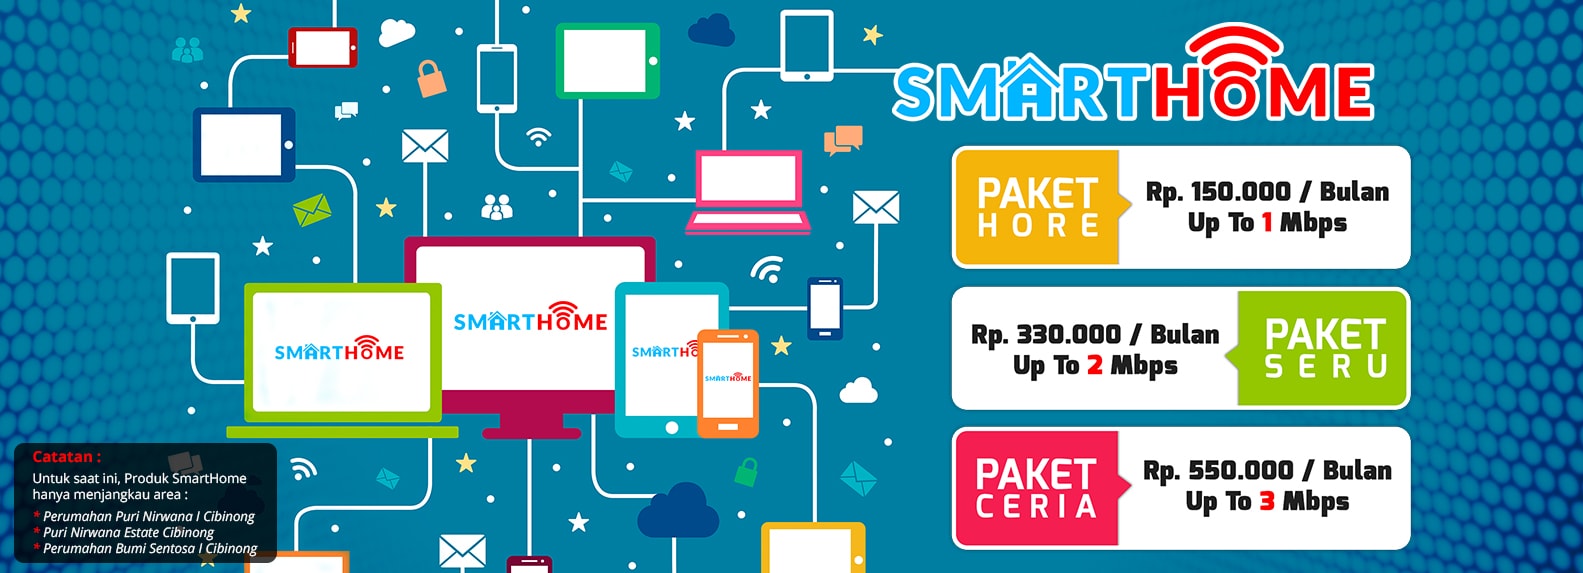 SMARTHOME
PAKET
HORE
Rp. 150.000 / Bulan
Up To 1 Mbps
Rp. 330.000 / Bulan
Up To 2 Mbps
PAKET
SERU
PAKET
CERIA
Rp. 550.000 / Bulan
Up To 3 Mbps
SMARTHOME
SMARTHOME
SMARTHO
SMARTHOME
Catatan :
Untuk saat ini, Produk SmartHome
hanya menjangkau area :
* Perumahan Puri Nirwana I Cibinong
* Puri Nirwana Estate Cibinong
* Perumahan Bumi Sentosa I Cibinong